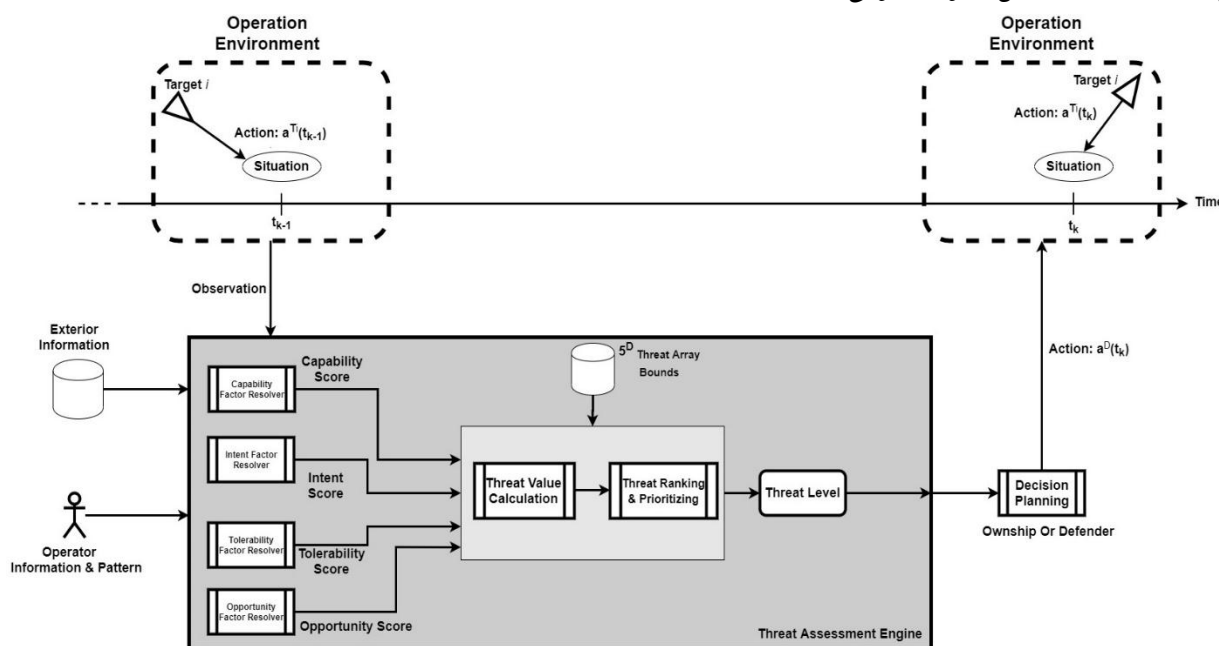 Operation
Environment
Target i
Action: aᵀⁱ(tₖ₋₁)
Situation
tₖ₋₁
Operation
Environment
Target i
Action: aᵀⁱ(tₖ)
Situation
tₖ
Time
Observation
Exterior
Information
Operator
Information & Pattern
Capability
Factor Resolver
Capability
Score
Intent Factor
Resolver
Intent
Score
Tolerability
Factor Resolver
Tolerability
Score
Opportunity
Factor Resolver
Opportunity Score
5ᴰ Threat Array
Bounds
Threat Value
Calculation
Threat Ranking
& Prioritizing
Threat Level
Threat Assessment Engine
Decision
Planning
Ownship Or Defender
Action: aᴰ(tₖ)